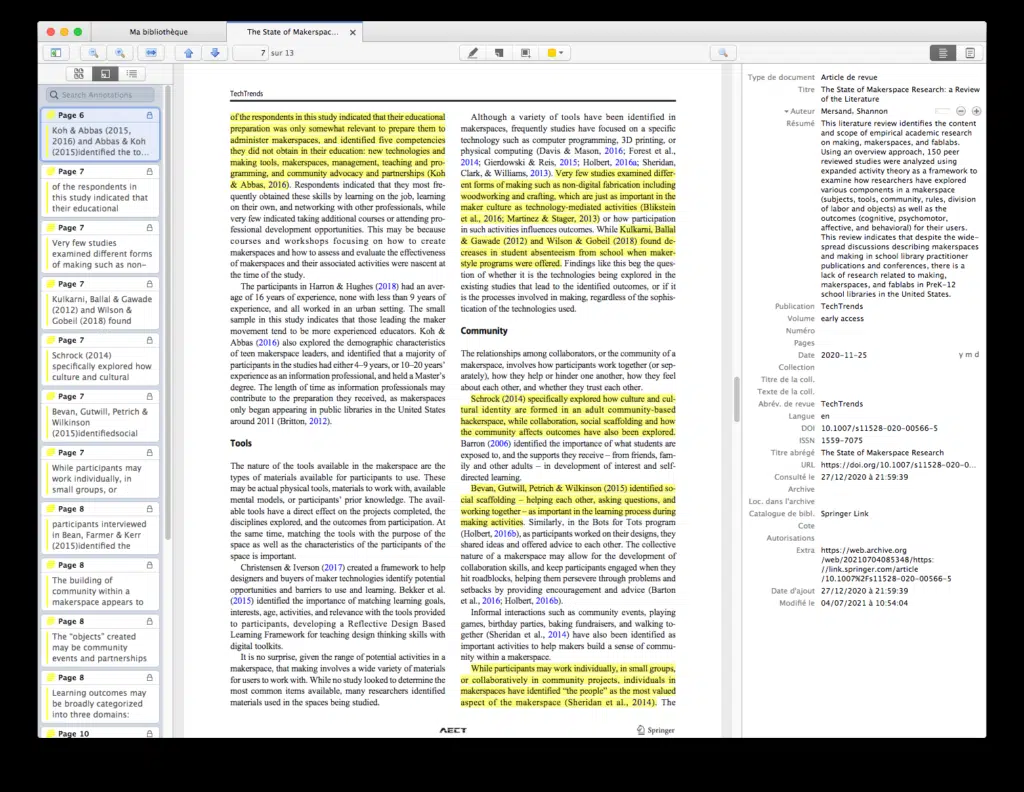 Ma bibliothèque
The State of Makerspac...
7 sur 13
Search Annotations
Page 6
Koh & Abbas (2015,
2016) and Abbas & Koh
(2015)identified the to...
Page 7
of the respondents in
this study indicated that
their educational
Page 7
Very few studies
examined different forms
of making such as non-
Page 7
Kulkarni, Ballal & Gawade
(2012) and Wilson &
Gobeil (2018) found
Page 7
Schrock (2014)
specifically explored how
culture and cultural
Page 7
Bevan, Gutwill, Petrich &
Wilkinson
(2015)identifiedsocial
Page 7
While participants may
work individually, in
small groups, or
Page 8
participants interviewed
in Bean, Farmer & Kerr
(2015)identified the
Page 8
The building of
community within a
makerspace appears to
Page 8
The “objects” created
may be community
events and partnerships
Page 8
Learning outcomes may
be broadly categorized
into three domains:
Page 10
TechTrends
of the respondents in this study indicated that their educational
preparation was only somewhat relevant to prepare them to
administer makerspaces, and identified five competencies
they did not obtain in their education: new technologies and
making tools, makerspaces, management, teaching and pro-
gramming, and community advocacy and partnerships (Koh
& Abbas, 2016). Respondents indicated that they most fre-
quently obtained these skills by learning on the job, learning
on their own, and networking with other professionals, while
very few indicated taking additional courses or attending pro-
fessional development opportunities. This may be because
courses and workshops focusing on how to create
makerspaces and how to assess and evaluate the effectiveness
of makerspaces and their associated activities were nascent at
the time of the study.
The participants in Harron & Hughes (2018) had an aver-
age of 16 years of experience, none with less than 9 years of
experience, and all worked in an urban setting. The small
sample in this study indicates that those leading the maker
movement tend to be more experienced educators. Koh &
Abbas (2016) also explored the demographic characteristics
of teen makerspace leaders, and identified that a majority of
participants in the studies had either 4–9 years, or 10–20 years’
experience as an information professional, and held a Master’s
degree. The length of time as information professionals may
contribute to the preparation they received, as makerspaces
only began appearing in public libraries in the United States
around 2011 (Britton, 2012).
Tools
The nature of the tools available in the makerspace are the
types of materials available for participants to use. These
may be actual physical tools, materials to work with, available
mental models, or participants’ prior knowledge. The avail-
able tools have a direct effect on the projects completed, the
disciplines explored, and the outcomes from participation. At
the same time, matching the tools with the purpose of the
space as well as the characteristics of the participants of the
space is important.
Christensen & Iverson (2017) created a framework to help
designers and buyers of maker technologies identify potential
opportunities and barriers to use and learning. Bekker et al.
(2015) identified the importance of matching learning goals,
interests, age, activities, and relevance with the tools provided
to participants, developing a Reflective Design Based
Learning Framework for teaching design thinking skills with
digital toolkits.
It is no surprise, given the range of potential activities in a
makerspace, that making involves a wide variety of materials
for users to work with. While no study looked to determine the
most common items available, many researchers identified
materials used in the spaces being studied.
Although a variety of tools have been identified in
makerspaces, frequently studies have focused on a specific
technology such as computer programming, 3D printing, or
physical computing (Davis & Mason, 2016; Forest et al.,
2014; Gierdowski & Reis, 2015; Holbert, 2016a; Sheridan,
Clark, & Williams, 2013). Very few studies examined differ-
ent forms of making such as non-digital fabrication including
woodworking and crafting, which are just as important in the
maker culture as technology-mediated activities (Blikstein
et al., 2016; Martinez & Stager, 2013) or how participation
in such activities influences outcomes. While Kulkarni, Ballal
& Gawade (2012) and Wilson & Gobeil (2018) found de-
creases in student absenteeism from school when maker-
style programs were offered. Findings like this beg the ques-
tion of whether it is the technologies being explored in the
existing studies that lead to the identified outcomes, or if it
is the processes involved in making, regardless of the sophis-
tication of the technologies used.
Community
The relationships among collaborators, or the community of a
makerspace, involves how participants work together (or sep-
arately), how they help or hinder one another, how they feel
about each other, and whether they trust each other.
Schrock (2014) specifically explored how culture and cul-
tural identity are formed in an adult community-based
hackerspace, while collaboration, social scaffolding and how
the community affects outcomes have also been explored.
Barron (2006) identified the importance of what students are
exposed to, and the supports they receive – from friends, fam-
ily and other adults – in development of interest and self-
directed learning.
Bevan, Gutwill, Petrich & Wilkinson (2015) identified so-
cial scaffolding – helping each other, asking questions, and
working together – as important in the learning process during
making activities. Similarly, in the Bots for Tots program
(Holbert, 2016b), as participants worked on their designs, they
shared ideas and offered advice to each other. The collective
nature of a makerspace may allow for the development of
collaboration skills, and keep participants engaged when they
hit roadblocks, helping them persevere through problems and
setbacks by providing encouragement and advice (Barton
et al., 2016; Holbert, 2016b).
Informal interactions such as community events, playing
games, birthday parties, baking fundraisers, and walking to-
gether (Sheridan et al., 2014) have also been identified as
important activities to help makers build a sense of commu-
nity within a makerspace.
While participants may work individually, in small groups,
or collaboratively in community projects, individuals in
makerspaces have identified “the people” as the most valued
aspect of the makerspace (Sheridan et al., 2014). The
AECT
Springer
Type de document Article de revue
Titre The State of Makerspace Research: a Review
of the Literature
Auteur Mersand, Shannon
Résumé This literature review identifies the content
and scope of empirical academic research
on making, makerspaces, and fablabs.
Using an overview approach, 150 peer
reviewed studies were analyzed using
expanded activity theory as a framework to
examine how researchers have explored
various components in a makerspace
(subjects, tools, community, rules, division
of labor and objects) as well as the
outcomes (cognitive, psychomotor,
affective, and behavioral) for their users.
This review indicates that despite the wide-
spread discussions describing makerspaces
and making in school library practitioner
publications and conferences, there is a
lack of research related to making,
makerspaces, and fablabs in PreK-12
school libraries in the United States.
Publication TechTrends
Volume early access
Numéro
Pages
Date 2020-11-25 y m d
Collection
Titre de la coll.
Texte de la coll.
Abrév. de revue TechTrends
Langue en
DOI 10.1007/s11528-020-00566-5
ISSN 1559-7075
Titre abrégé The State of Makerspace Research
URL https://doi.org/10.1007/s11528-020-0...
Consulté le 27/12/2020 à 21:59:39
Archive
Loc. dans l'archive
Catalogue de bibl. Springer Link
Cote
Autorisations
Extra https://web.archive.org
/web/20210704085348/https:
//link.springer.com/article
/10.1007%2Fs11528-020-00566-5
Date d'ajout 27/12/2020 à 21:59:39
Modifié le 04/07/2021 à 10:54:04